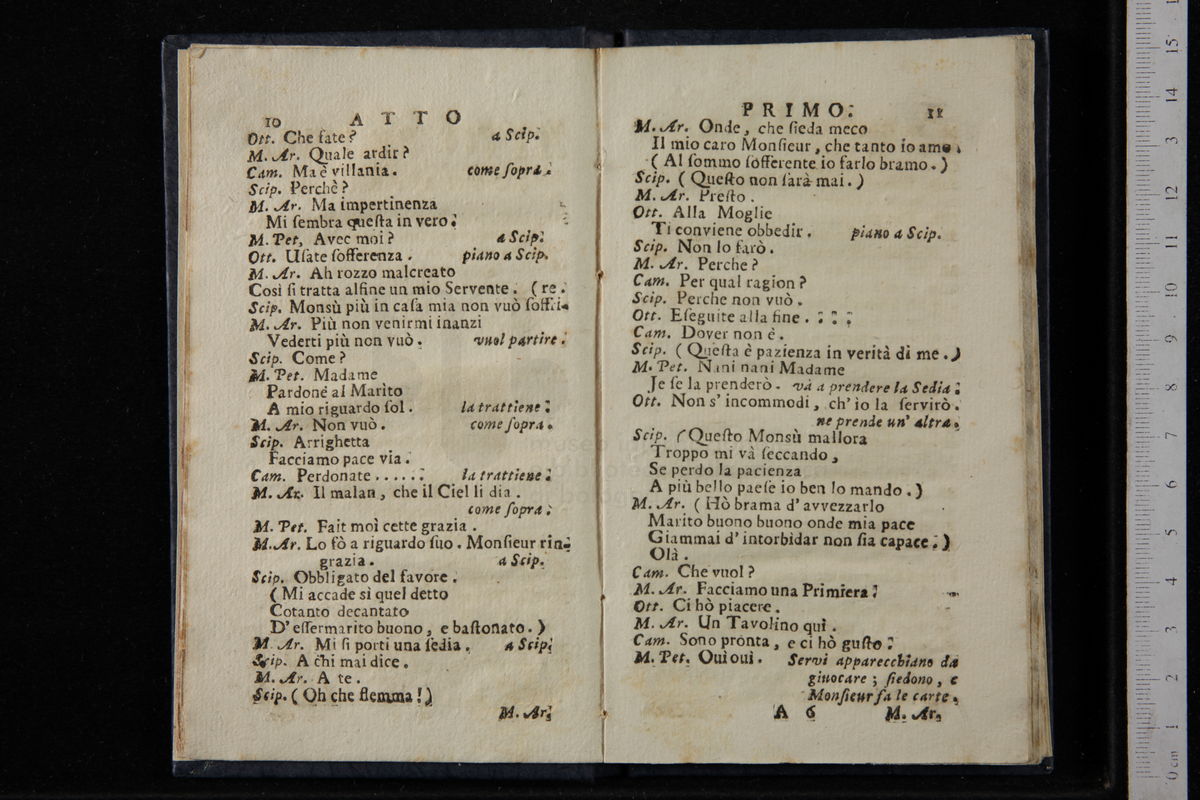 10 ATTO
Ott. Che fate? a Scip.
M. Ar. Quale ardir?
Cam. Ma è villania. come ſopra.
Scip. Perchè?
M. Ar. Ma impertinenza
Mi ſembra queſta in vero.
M. Pet, Avec moi? a Scip.
Ott. Uſate ſofferenza. piano a Scip.
M. Ar. Ah rozzo malcreato
Così ſi tratta alfine un mio Servente. (re.
Scip. Monsù più in caſa mia non vuò ſoffri-
M. Ar. Più non venirmi inanzi
Vederti più non vuò. vuol partire.
Scip. Come?
M. Pet. Madame
Pardonè al Marito
A mio riguardo ſol. la trattiene.
M. Ar. Non vuò. come ſopra.
Scip. Arrighetta
Facciamo pace via.
Cam. Perdonate ..... la trattiene.
M. Ar. Il malan, che il Ciel li dia.
come ſopra.
M. Pet. Fait moi cette grazia.
M. Ar. Lo fò a riguardo ſuo. Monſieur rin-
grazia. a Scip.
Scip. Obbligato del favore.
(Mi accade sì quel detto
Cotanto decantato
D'eſſermarito buono, e baſtonato.)
M. Ar. Mi ſi porti una ſedia. a Scip.
Scip. A chi mai dice.
M. Ar. A te.
Scip. (Oh che flemma!)
M. Ar.
PRIMO. 11
M. Ar. Onde, che ſieda meco
Il mio caro Monſieur, che tanto io amo.
(Al ſommo ſofferente io farlo bramo.)
Scip. (Queſto non ſarà mai.)
M. Ar. Preſto.
Ott. Alla Moglie
Ti conviene obbedir. piano a Scip.
Scip. Non lo farò.
M. Ar. Perche?
Cam. Per qual ragion?
Scip. Perche non vuò.
Ott. Eſeguite alla fine. . . .
Cam. Dover non è.
Scip. (Queſta è pazienza in verità di me.)
M. Pet. Nani nani Madame
Je ſe la prenderò. và a prendere la Sedia.
Ott. Non s'incommodi, ch'io la ſervirò.
ne prende un'altra.
Scip. (Queſto Monsù mallora
Troppo mi và ſeccando,
Se perdo la pacienza
A più bello paeſe io ben lo mando.)
M. Ar. (Hò brama d'avvezzarlo
Marito buono buono onde mia pace
Giammai d'intorbidar non ſia capace.)
Olà.
Cam. Che vuol?
M. Ar. Facciamo una Primiera.
Ott. Ci hò piacere.
M. Ar. Un Tavolino quì.
Cam. Sono pronta, e ci hò guſto.
M. Pet. Oui oui. Servi apparecchiano da
giuocare; ſiedono, e
Monſieur fa le carte.
A 6 M. Ar.